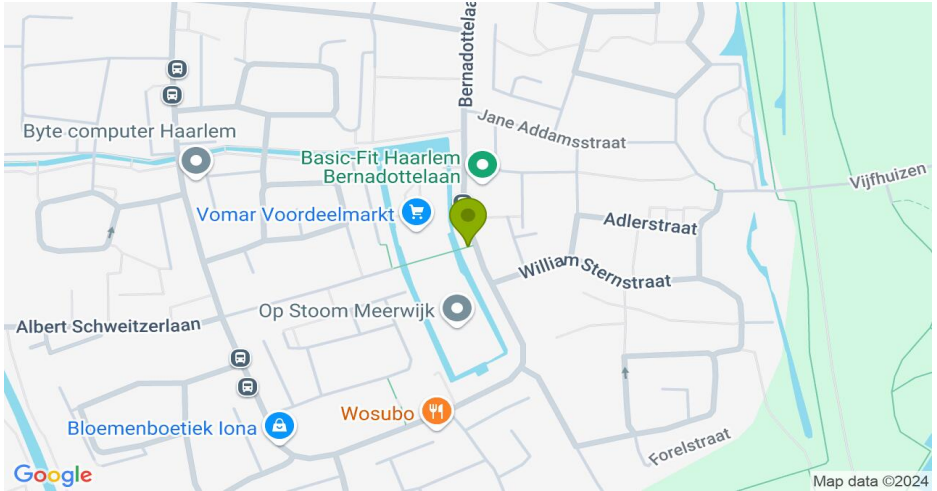 Bernadottelaa
Jane Addamsstraat
Byte computer Haarlem
Basic-Fit Haarlem
Bernadottelaan
Vijfhuizen
Vomar Voordeelmarkt
Adlerstraat
William Sternstraat
Op Stoom Meerwijk
Albert Schweitzerlaan
Wosubo
Bloemenboetiek Iona
Forelstraat
Google
Map data ©2024